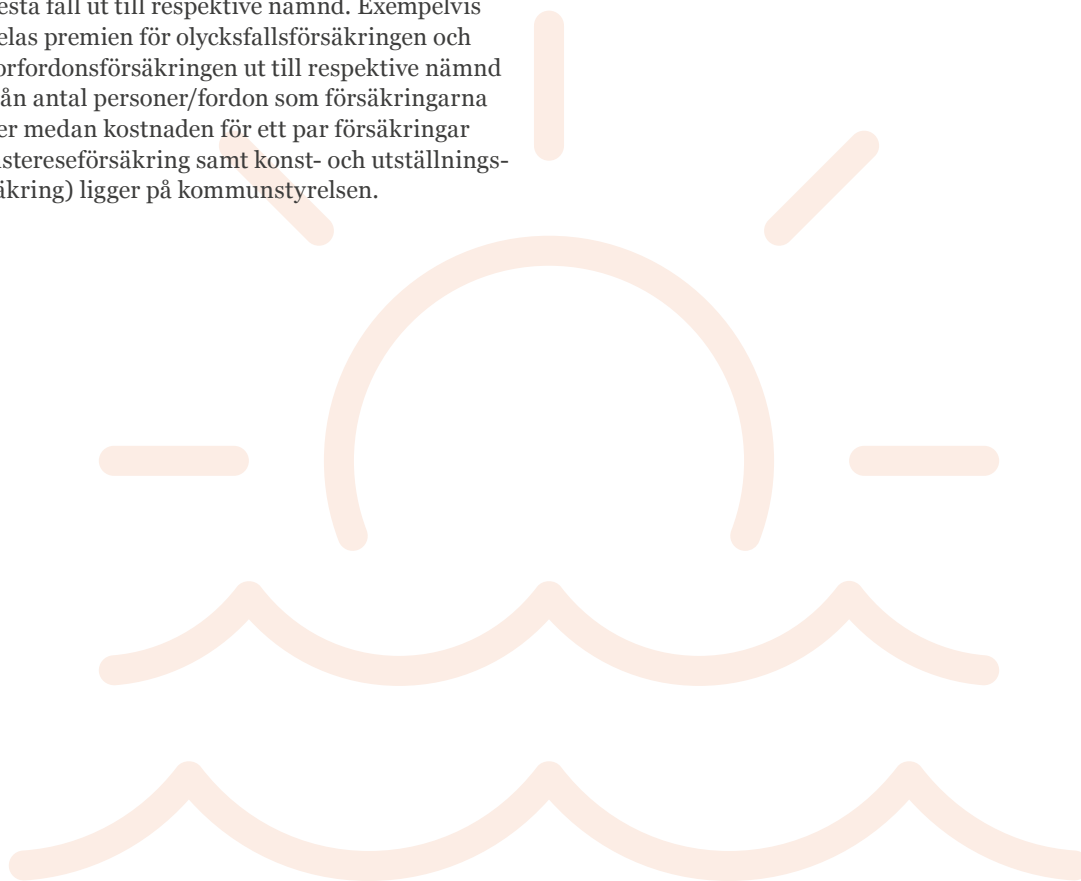 esta fall ut till respektive nämnd. Exempelvis
elas premien för olycksfallsförsäkringen och
orfordonsförsäkringen ut till respektive nämnd
ån antal personer/fordon som försäkringarna
er medan kostnaden för ett par försäkringar
nstereseförsäkring samt konst- och utställnings-
äkring) ligger på kommunstyrelsen.